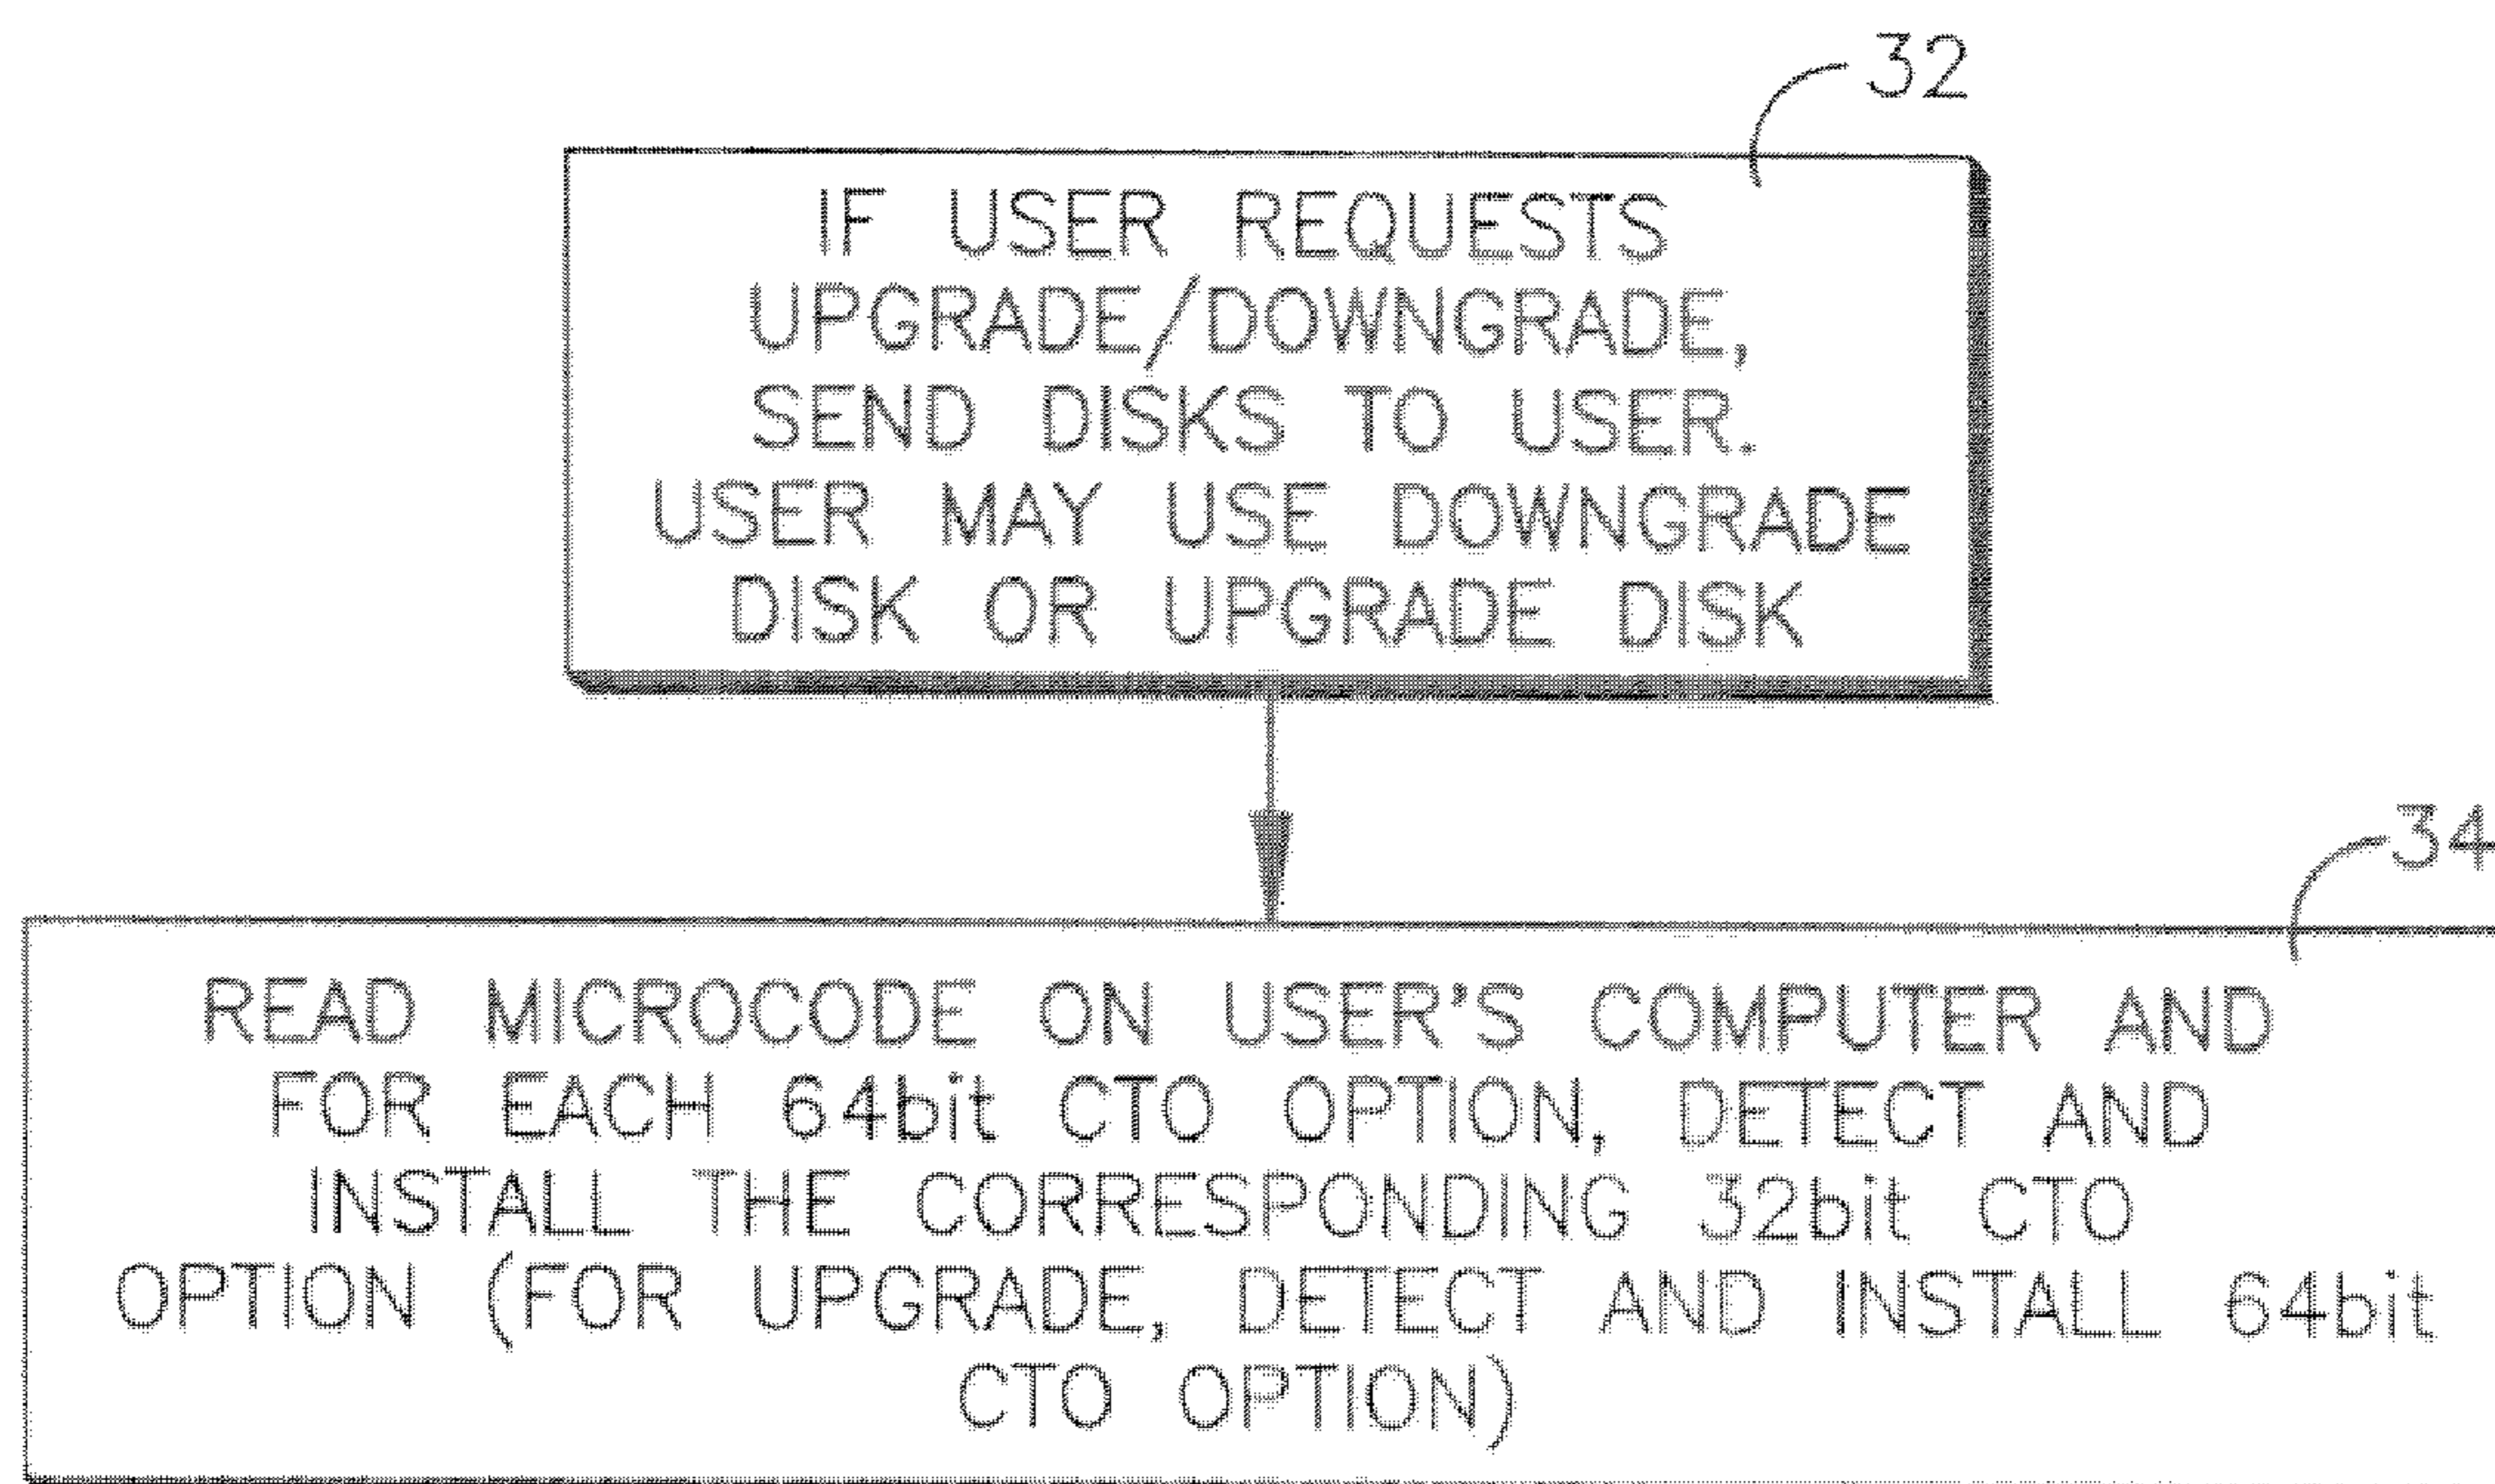 32
IF USER REQUESTS
UPGRADE/DOWNGRADE,
SEND DISKS TO USER.
USER MAY USE DOWNGRADE
DISK OR UPGRADE DISK
34
READ MICROCODE ON USER'S COMPUTER AND
FOR EACH 64bit CTO OPTION, DETECT AND
INSTALL THE CORRESPONDING 32bit CTO
OPTION (FOR UPGRADE, DETECT AND INSTALL 64bit
CTO OPTION)